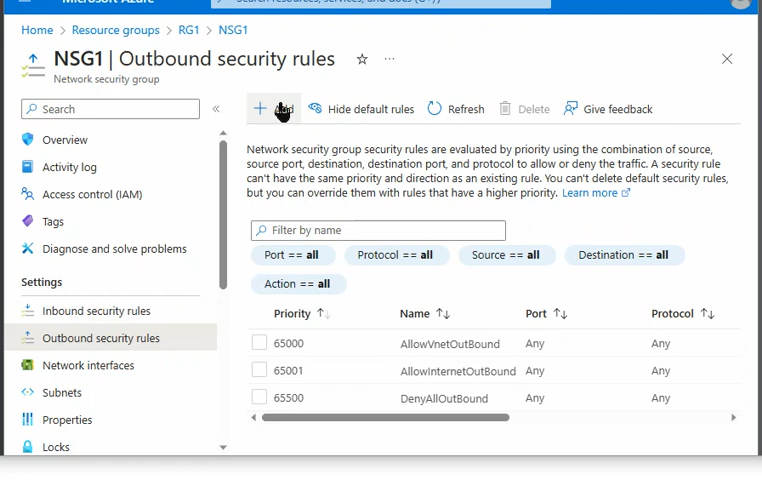 Microsoft Azure
Search resources, services, and docs (G+/)
Home > Resource groups > RG1 > NSG1
NSG1 | Outbound security rules
Network security group
Search
Overview
Activity log
Access control (IAM)
Tags
Diagnose and solve problems
Settings
Inbound security rules
Outbound security rules
Network interfaces
Subnets
Properties
Locks
Add Hide default rules Refresh Delete Give feedback
Network security group security rules are evaluated by priority using the combination of source,
source port, destination, destination port, and protocol to allow or deny the traffic. A security rule
can't have the same priority and direction as an existing rule. You can't delete default security rules,
but you can override them with rules that have a higher priority. Learn more
Filter by name
Port == all Protocol == all Source == all Destination == all
Action == all
Priority Name Port Protocol
65000 AllowVnetOutBound Any Any
65001 AllowInternetOutBound Any Any
65500 DenyAllOutBound Any Any